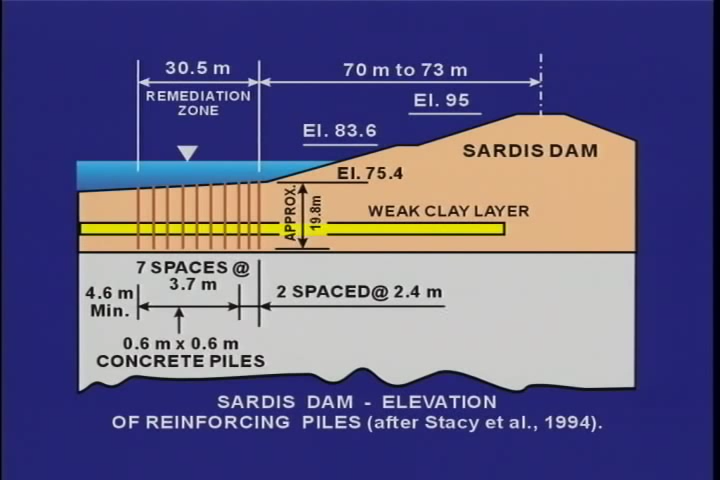 30.5 m
70 m to 73 m
REMEDIATION
ZONE
El. 95
El. 83.6
SARDIS DAM
El. 75.4
APPROX.
19.8m
WEAK CLAY LAYER
7 SPACES @
3.7 m
4.6 m
Min.
2 SPACED@ 2.4 m
0.6 m x 0.6 m
CONCRETE PILES
SARDIS DAM - ELEVATION
OF REINFORCING PILES (after Stacy et al., 1994).